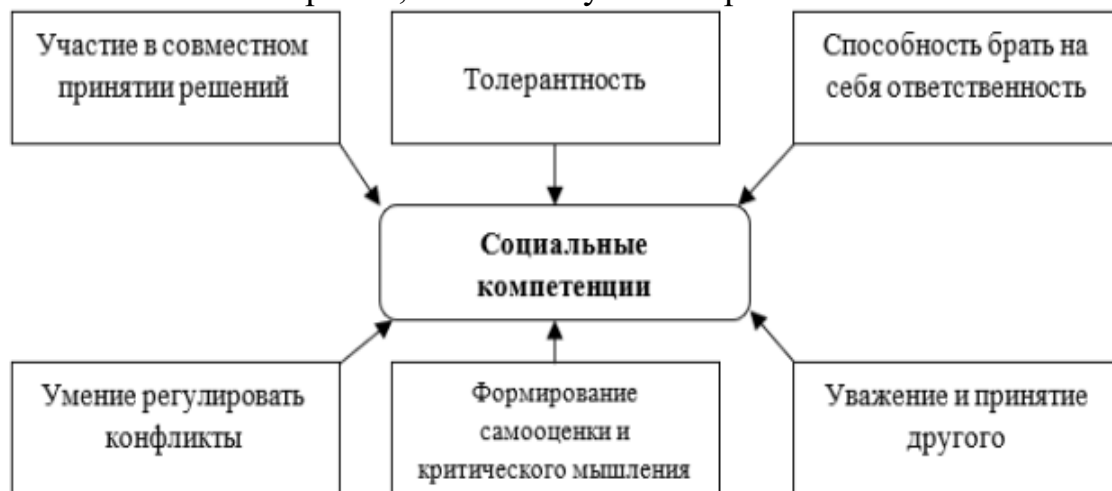 Участие в совместном
принятии решений
Толерантность
Способность брать на
себя ответственность
Социальные
компетенции
Умение регулировать
конфликты
Формирование
самооценки и
критического мышления
Уважение и принятие
другого